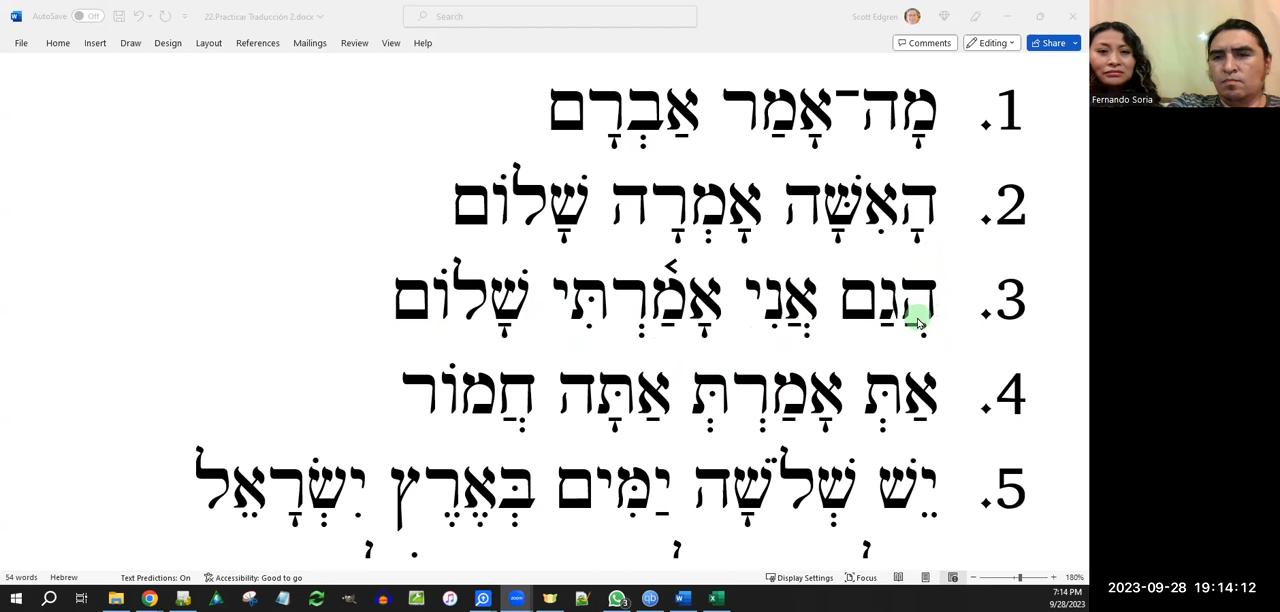 AutoSave Off 22.Practicar Traducción 2.docx Search Scott Edgren
File Home Insert Draw Design Layout References Mailings Review View Help Comments Editing Share
Fernando Soria
1. מָה־אָמַר אַבְרָם
2. הָאִשָּׁה אָמְרָה שָׁלוֹם
3. הְגַם אֲנִי אָמַ֫רְתִּי שָׁלוֹם
4. אַתְּ אָמַרְתְּ אַתָּה חֲמוֹר
5. יֵשׁ שְׁלֹשָׁה יַמִּים בְּאֶרֶץ יִשְׂרָאֵל
54 words Hebrew Text Predictions: On Accessibility: Good to go Display Settings Focus 180%
2023-09-28 19:14:12
7:14 PM
9/28/2023